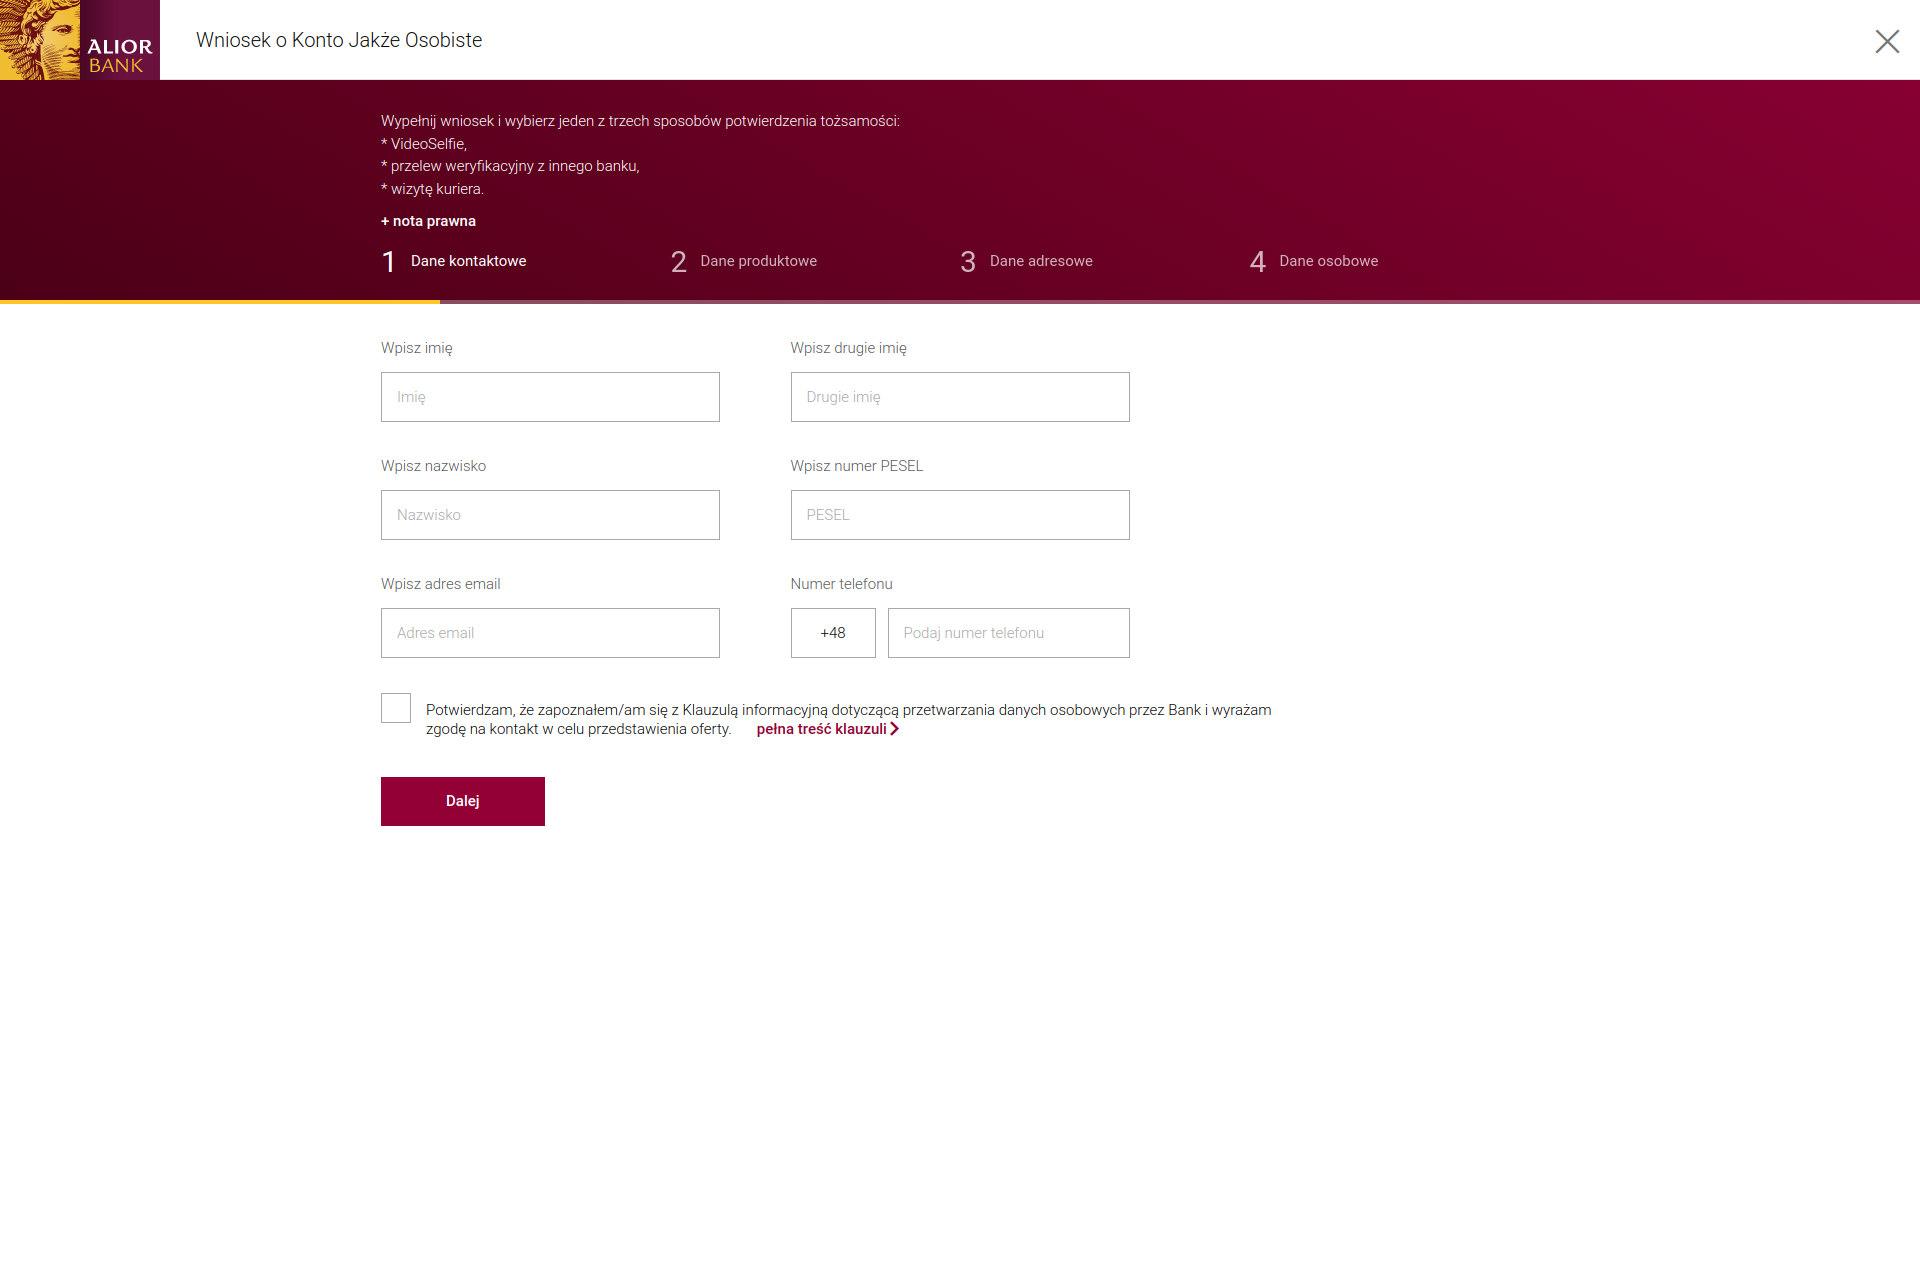 ALIOR
BANK
Wniosek o Konto Jakże Osobiste
Wypełnij wniosek i wybierz jeden z trzech sposobów potwierdzenia tożsamości:
* VideoSelfie,
* przelew weryfikacyjny z innego banku,
* wizytę kuriera.
+ nota prawna
1 Dane kontaktowe
2 Dane produktowe
3 Dane adresowe
4 Dane osobowe
Wpisz imię
Imię
Wpisz drugie imię
Drugie imię
Wpisz nazwisko
Nazwisko
Wpisz numer PESEL
PESEL
Wpisz adres email
Adres email
Numer telefonu
+48
Podaj numer telefonu
Potwierdzam, że zapoznałem/am się z Klauzulą informacyjną dotyczącą przetwarzania danych osobowych przez Bank i wyrażam
zgodę na kontakt w celu przedstawienia oferty. pełna treść klauzuli
Dalej